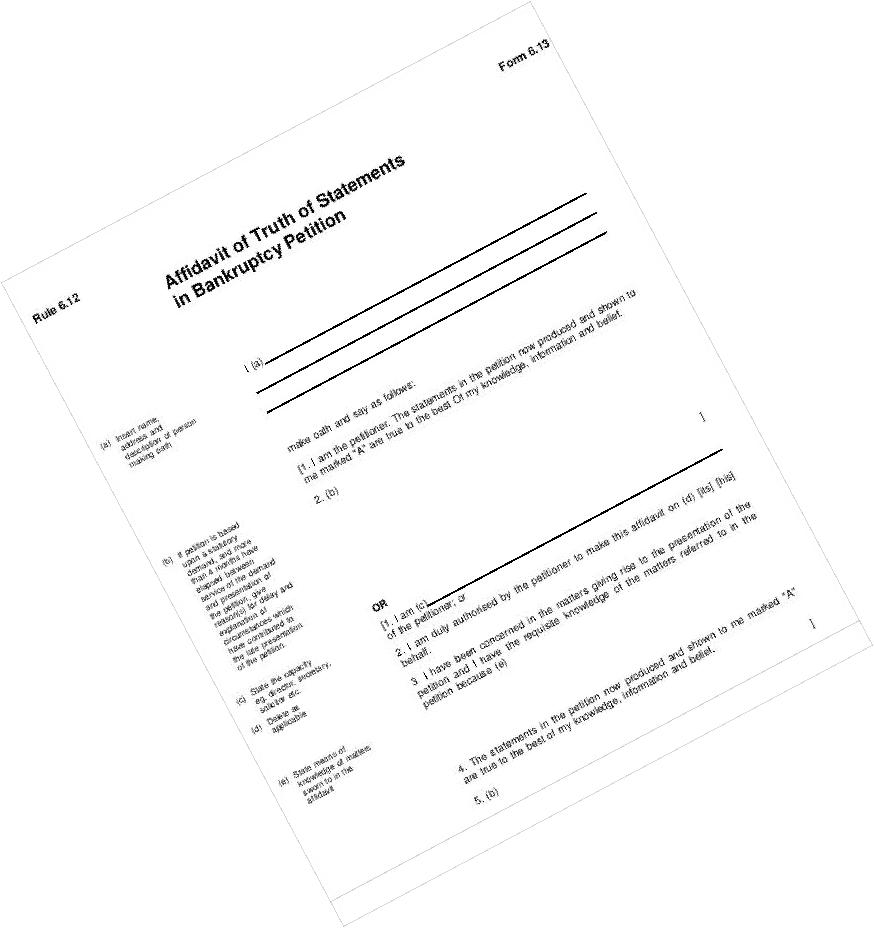 Rule 6.12
Form 6.13
Affidavit of Truth of Statements
in Bankruptcy Petition
(a) Insert name,
address and
description of person
making oath
I (a)
make oath and say as follows:
[1. I am the petitioner. The statements in the petition now produced and shown to
me marked "A" are true to the best Of my knowledge, information and belief.
]
(b) If petition is based
upon a statutory
demand, and more
than 4 months have
elapsed between
service of the demand
and presentation of
the petition, give
reason(s) for delay and
explanation of
circumstances which
have contributed to
the late presentation
of the petition.
2. (b)
OR
(c) State the capacity
eg, director, secretary,
solicitor etc.
[1. I am (c)
of the petitioner; or
(d) Delete as
applicable
2. I am duly authorised by the petitioner to make this affidavit on (d) [its] [his]
behalf.
(e) State means of
knowledge of matters
sworn to in the
affidavit
3 I have been concerned in the matters giving rise to the presentation of the
petition and I have the requisite knowledge of the matters referred to in the
petition because (e)
4. The statements in the petition now produced and shown to me marked "A"
are true to the best of my knowledge, information and belief.
]
5. (b)